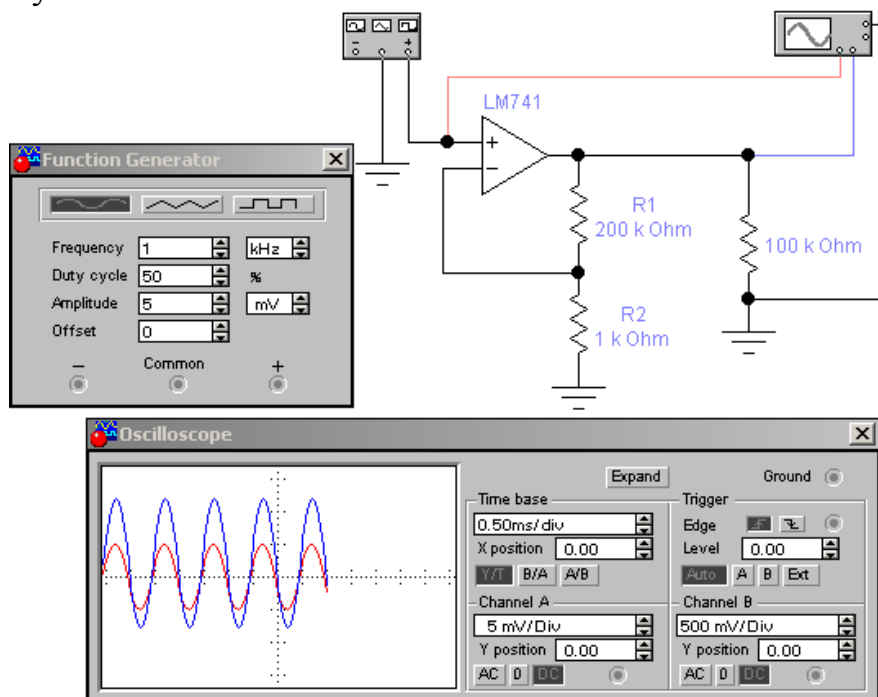 LM741
R1
200 k Ohm
100 k Ohm
R2
1 k Ohm
Function Generator
Frequency 1 kHz
Duty cycle 50 %
Amplitude 5 mV
Offset 0
− Common +
Oscilloscope
Expand Ground
Time base
0.50ms/div
X position 0.00
Y/T B/A A/B
Trigger
Edge
Level 0.00
Auto A B Ext
Channel A
5 mV/Div
Y position 0.00
AC 0 DC
Channel B
500 mV/Div
Y position 0.00
AC 0 DC